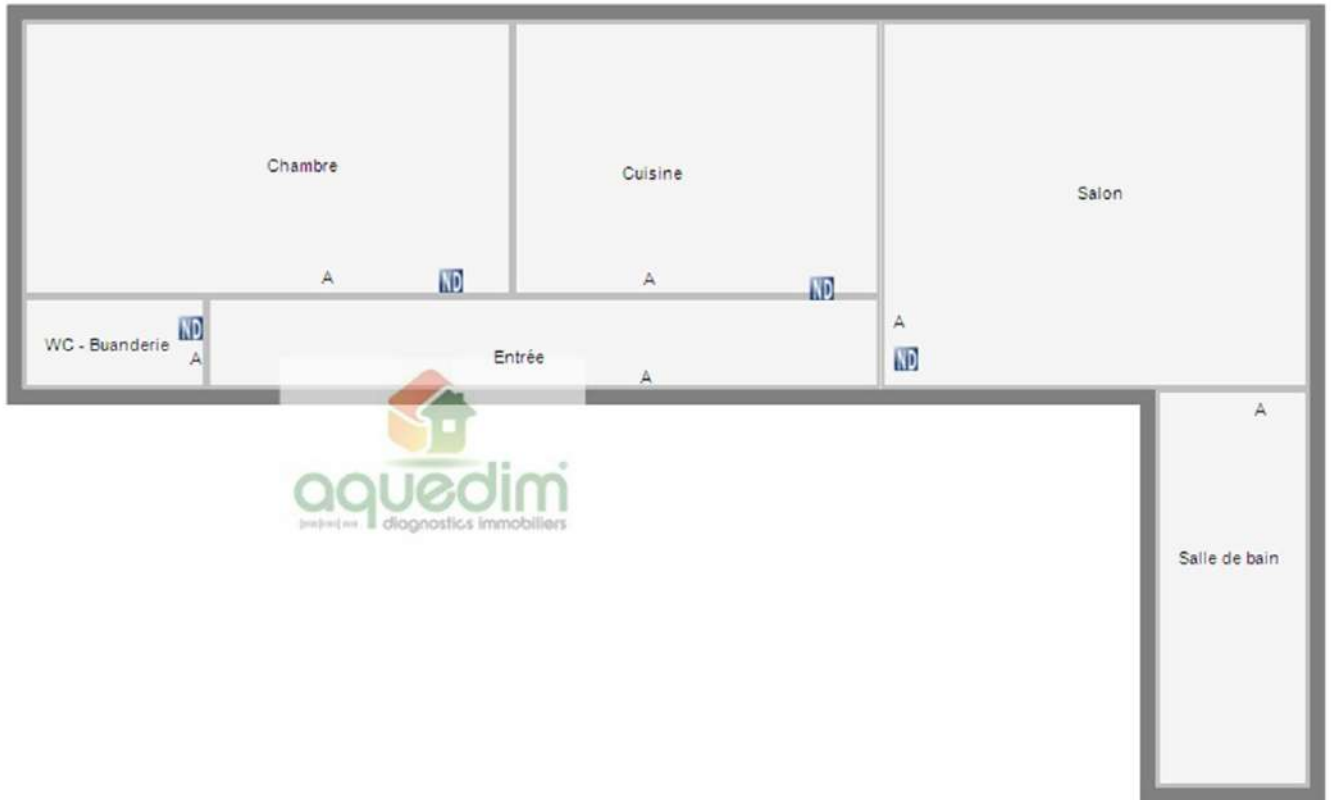 Chambre
Cuisine
Salon
A
ND
A
ND
WC - Buanderie
ND
A
Entrée
A
A
ND
A
aquedim
diagnostics immobiliers
Salle de bain